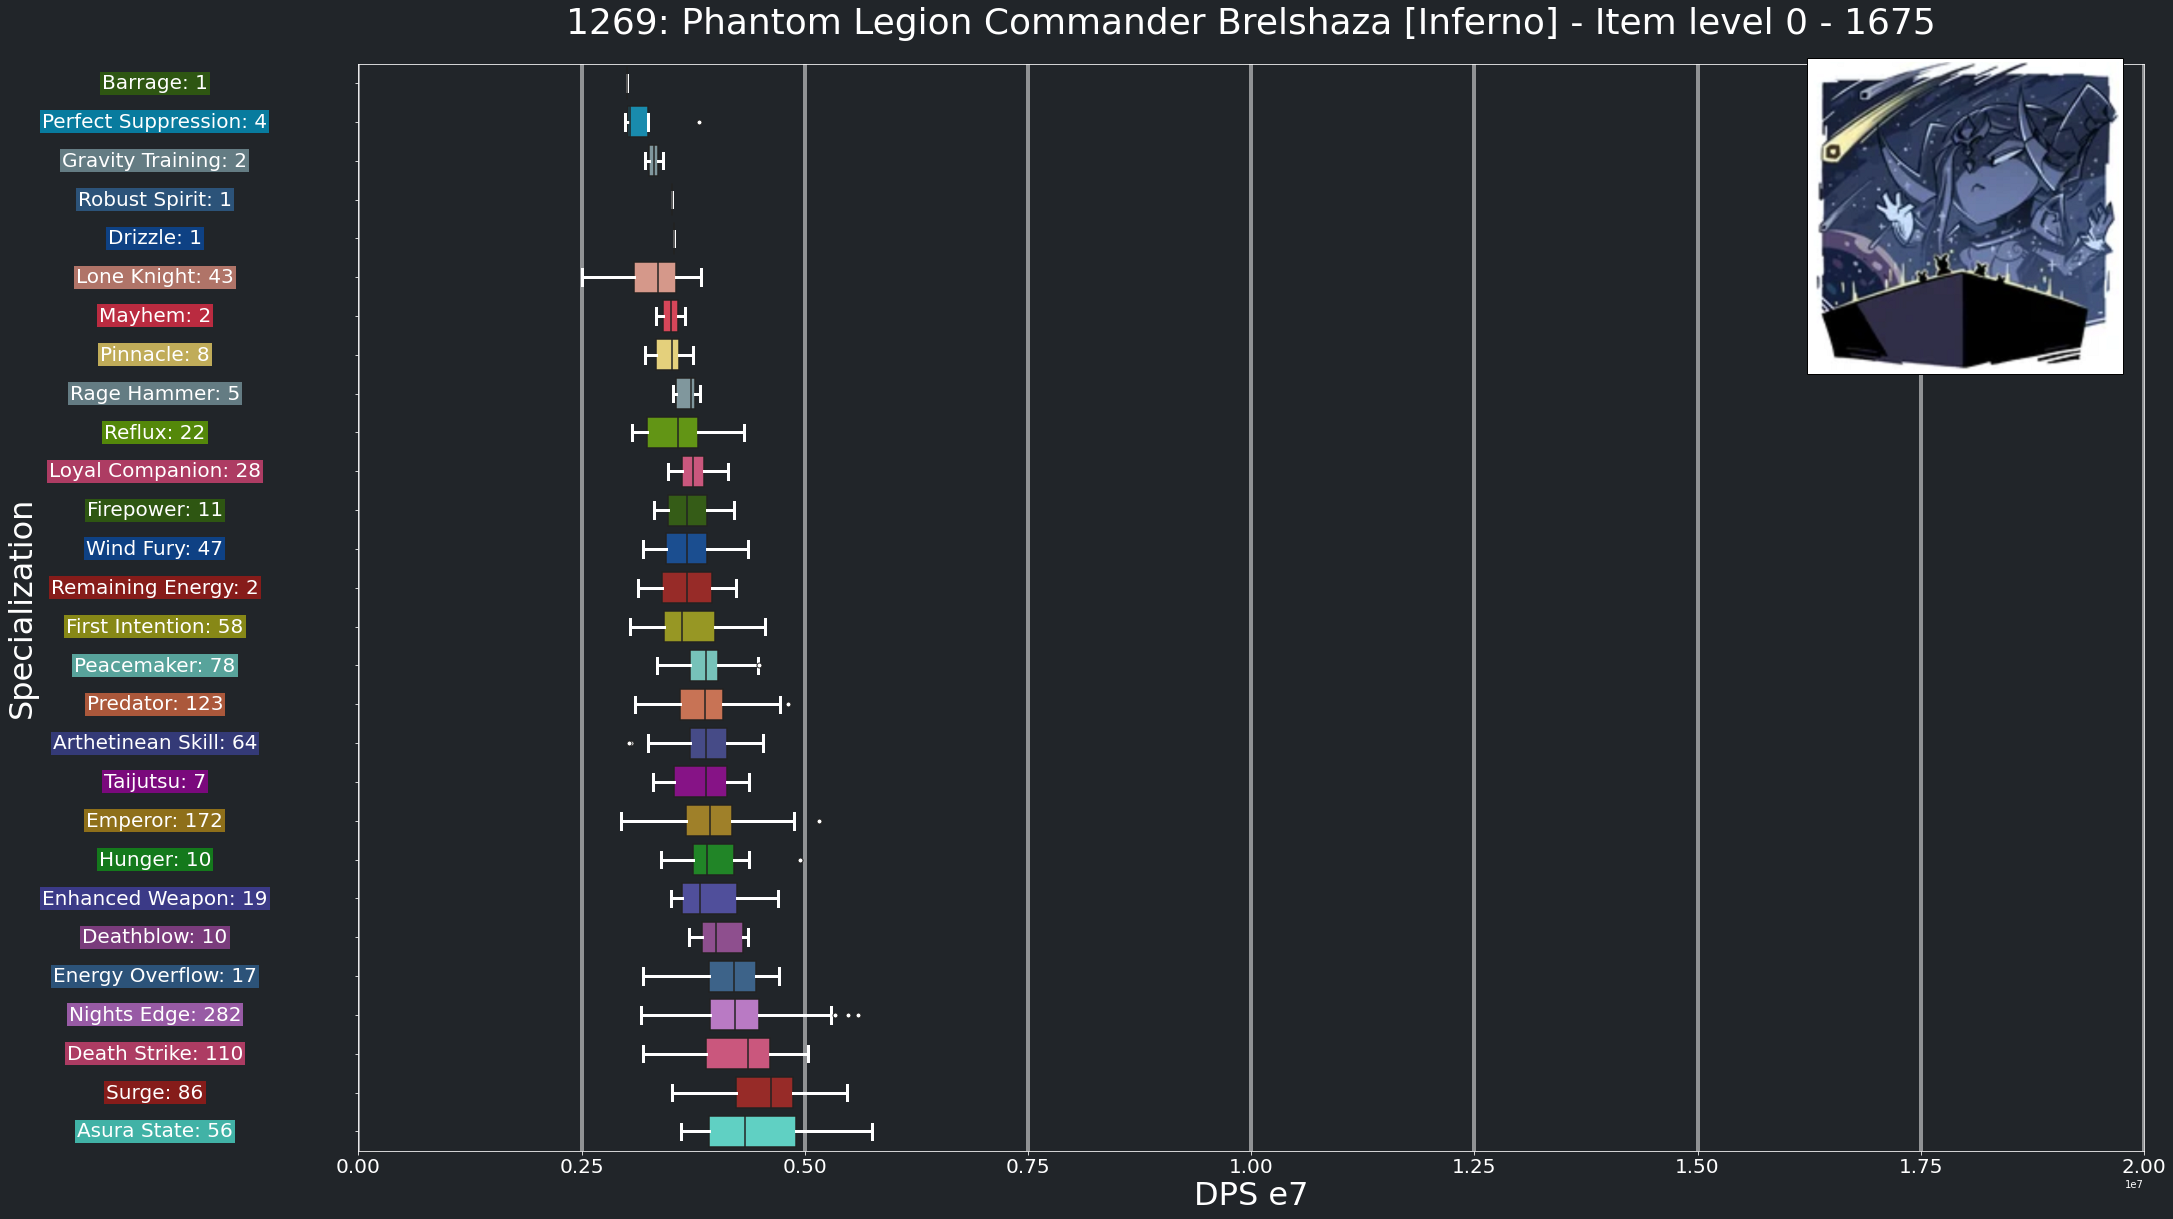 1269: Phantom Legion Commander Brelshaza [Inferno] - Item level 0 - 1675
Specialization
Barrage: 1
Perfect Suppression: 4
Gravity Training: 2
Robust Spirit: 1
Drizzle: 1
Lone Knight: 43
Mayhem: 2
Pinnacle: 8
Rage Hammer: 5
Reflux: 22
Loyal Companion: 28
Firepower: 11
Wind Fury: 47
Remaining Energy: 2
First Intention: 58
Peacemaker: 78
Predator: 123
Arthetinean Skill: 64
Taijutsu: 7
Emperor: 172
Hunger: 10
Enhanced Weapon: 19
Deathblow: 10
Energy Overflow: 17
Nights Edge: 282
Death Strike: 110
Surge: 86
Asura State: 56
0.00 0.25 0.50 0.75 1.00 1.25 1.50 1.75 2.00
1e7
DPS e7